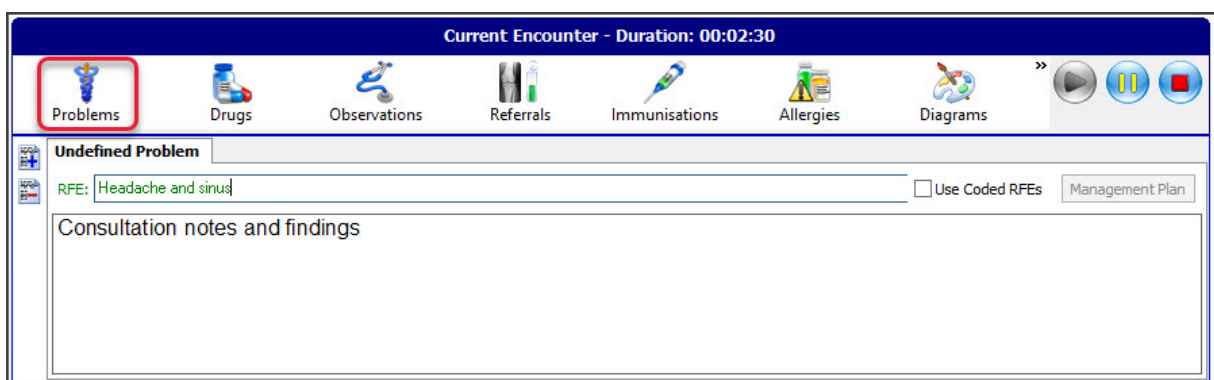 Current Encounter - Duration: 00:02:30
Problems Drugs Observations Referrals Immunisations Allergies Diagrams »
Undefined Problem
RFE: Headache and sinus Use Coded RFEs Management Plan
Consultation notes and findings